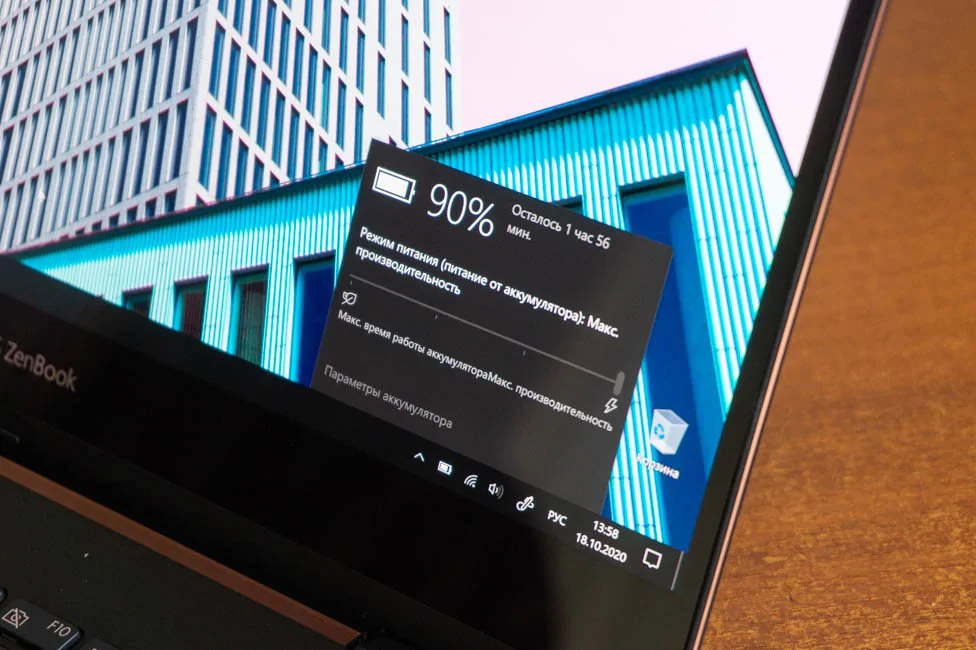 90%
Осталось 1 час 56
мин.
Режим питания (питание от аккумулятора): Макс.
производительность
Макс. время работы аккумулятора Макс. производительность
Параметры аккумулятора
Корзина
РУС
13:58
18.10.2020
ZenBook
F10